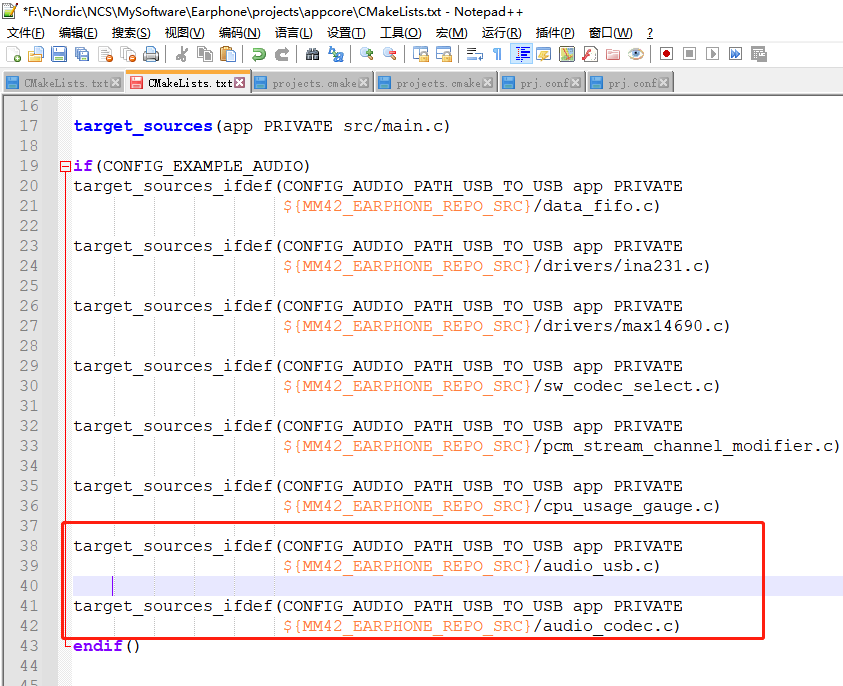 *F:\Nordic\NCS\MySoftware\Earphone\projects\appcore\CMakeLists.txt - Notepad++
文件(F) 编辑(E) 搜索(S) 视图(V) 编码(N) 语言(L) 设置(T) 工具(O) 宏(M) 运行(R) 插件(P) 窗口(W) ?
CMakeLists.txt CMakeLists.txt projects.cmake projects.cmake prj.conf prj.conf
16
17 target_sources(app PRIVATE src/main.c)
18
19 if(CONFIG_EXAMPLE_AUDIO)
20 target_sources_ifdef(CONFIG_AUDIO_PATH_USB_TO_USB app PRIVATE
21 ${MM42_EARPHONE_REPO_SRC}/data_fifo.c)
22
23 target_sources_ifdef(CONFIG_AUDIO_PATH_USB_TO_USB app PRIVATE
24 ${MM42_EARPHONE_REPO_SRC}/drivers/ina231.c)
25
26 target_sources_ifdef(CONFIG_AUDIO_PATH_USB_TO_USB app PRIVATE
27 ${MM42_EARPHONE_REPO_SRC}/drivers/max14690.c)
28
29 target_sources_ifdef(CONFIG_AUDIO_PATH_USB_TO_USB app PRIVATE
30 ${MM42_EARPHONE_REPO_SRC}/sw_codec_select.c)
31
32 target_sources_ifdef(CONFIG_AUDIO_PATH_USB_TO_USB app PRIVATE
33 ${MM42_EARPHONE_REPO_SRC}/pcm_stream_channel_modifier.c)
34
35 target_sources_ifdef(CONFIG_AUDIO_PATH_USB_TO_USB app PRIVATE
36 ${MM42_EARPHONE_REPO_SRC}/cpu_usage_gauge.c)
37
38 target_sources_ifdef(CONFIG_AUDIO_PATH_USB_TO_USB app PRIVATE
39 ${MM42_EARPHONE_REPO_SRC}/audio_usb.c)
40
41 target_sources_ifdef(CONFIG_AUDIO_PATH_USB_TO_USB app PRIVATE
42 ${MM42_EARPHONE_REPO_SRC}/audio_codec.c)
43 endif()
44
45